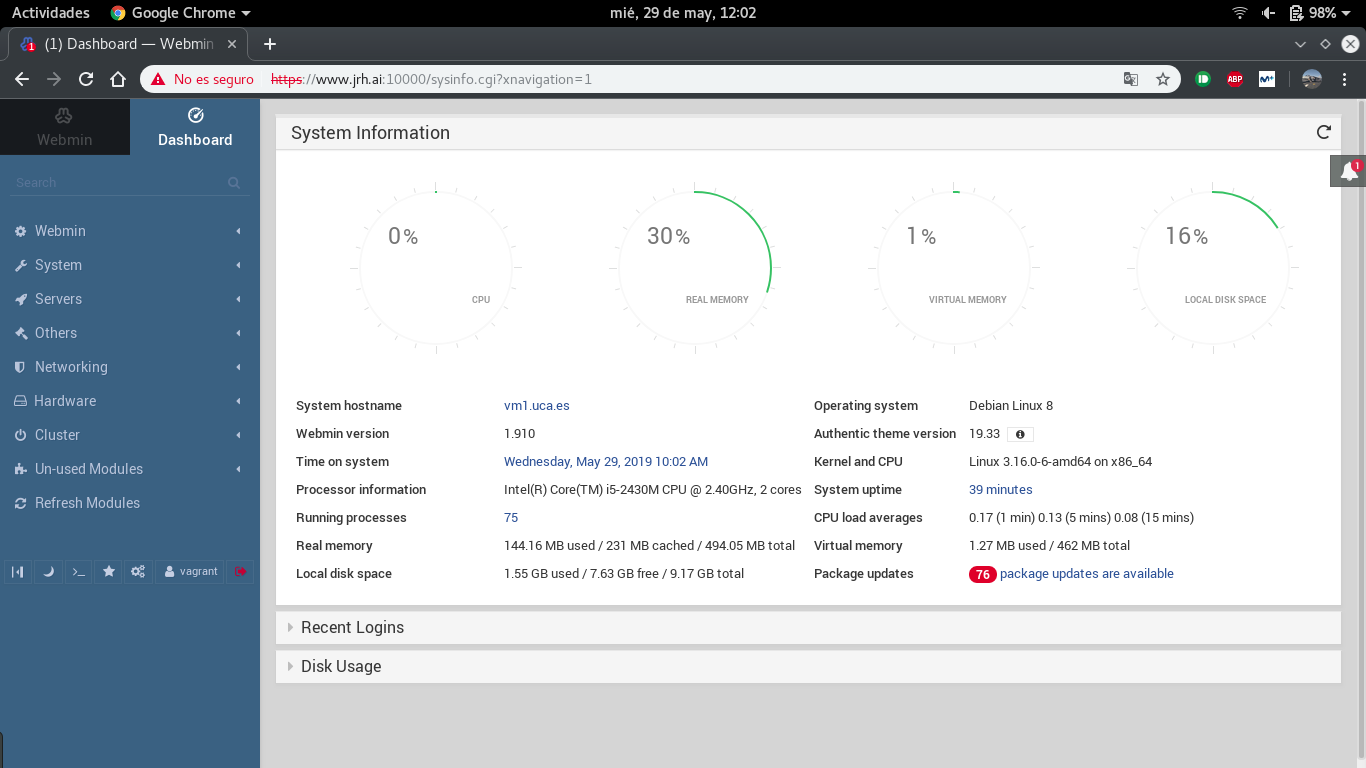 Actividades Google Chrome mié, 29 de may, 12:02 98%
(1) Dashboard — Webmin
No es seguro https://www.jrh.ai:10000/sysinfo.cgi?xnavigation=1
ABP
M+
Webmin
Dashboard
Search
Webmin
System
Servers
Others
Networking
Hardware
Cluster
Un-used Modules
Refresh Modules
vagrant
System Information
1
0%
CPU
30%
REAL MEMORY
1%
VIRTUAL MEMORY
16%
LOCAL DISK SPACE
System hostname vm1.uca.es Operating system Debian Linux 8
Webmin version 1.910 Authentic theme version 19.33
Time on system Wednesday, May 29, 2019 10:02 AM Kernel and CPU Linux 3.16.0-6-amd64 on x86_64
Processor information Intel(R) Core(TM) i5-2430M CPU @ 2.40GHz, 2 cores System uptime 39 minutes
Running processes 75 CPU load averages 0.17 (1 min) 0.13 (5 mins) 0.08 (15 mins)
Real memory 144.16 MB used / 231 MB cached / 494.05 MB total Virtual memory 1.27 MB used / 462 MB total
Local disk space 1.55 GB used / 7.63 GB free / 9.17 GB total Package updates 76 package updates are available
Recent Logins
Disk Usage